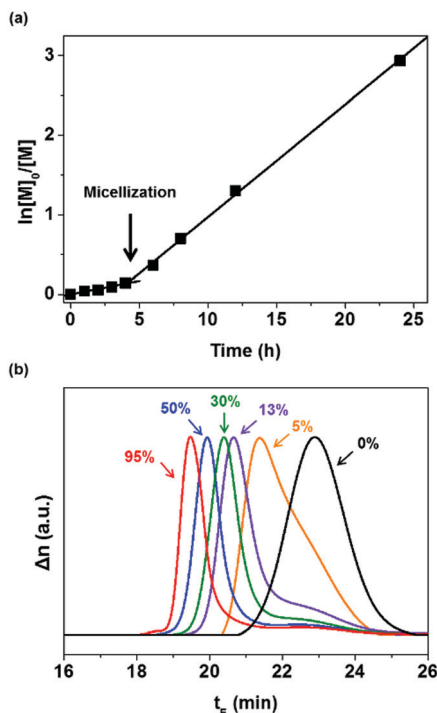 (a)
ln[M]₀/[M]
3
2
1
0
Micellization
0 5 10 15 20 25
Time (h)
(b)
Δn (a.u.)
95%
50%
30%
13%
5%
0%
16 18 20 22 24 26
t_E (min)